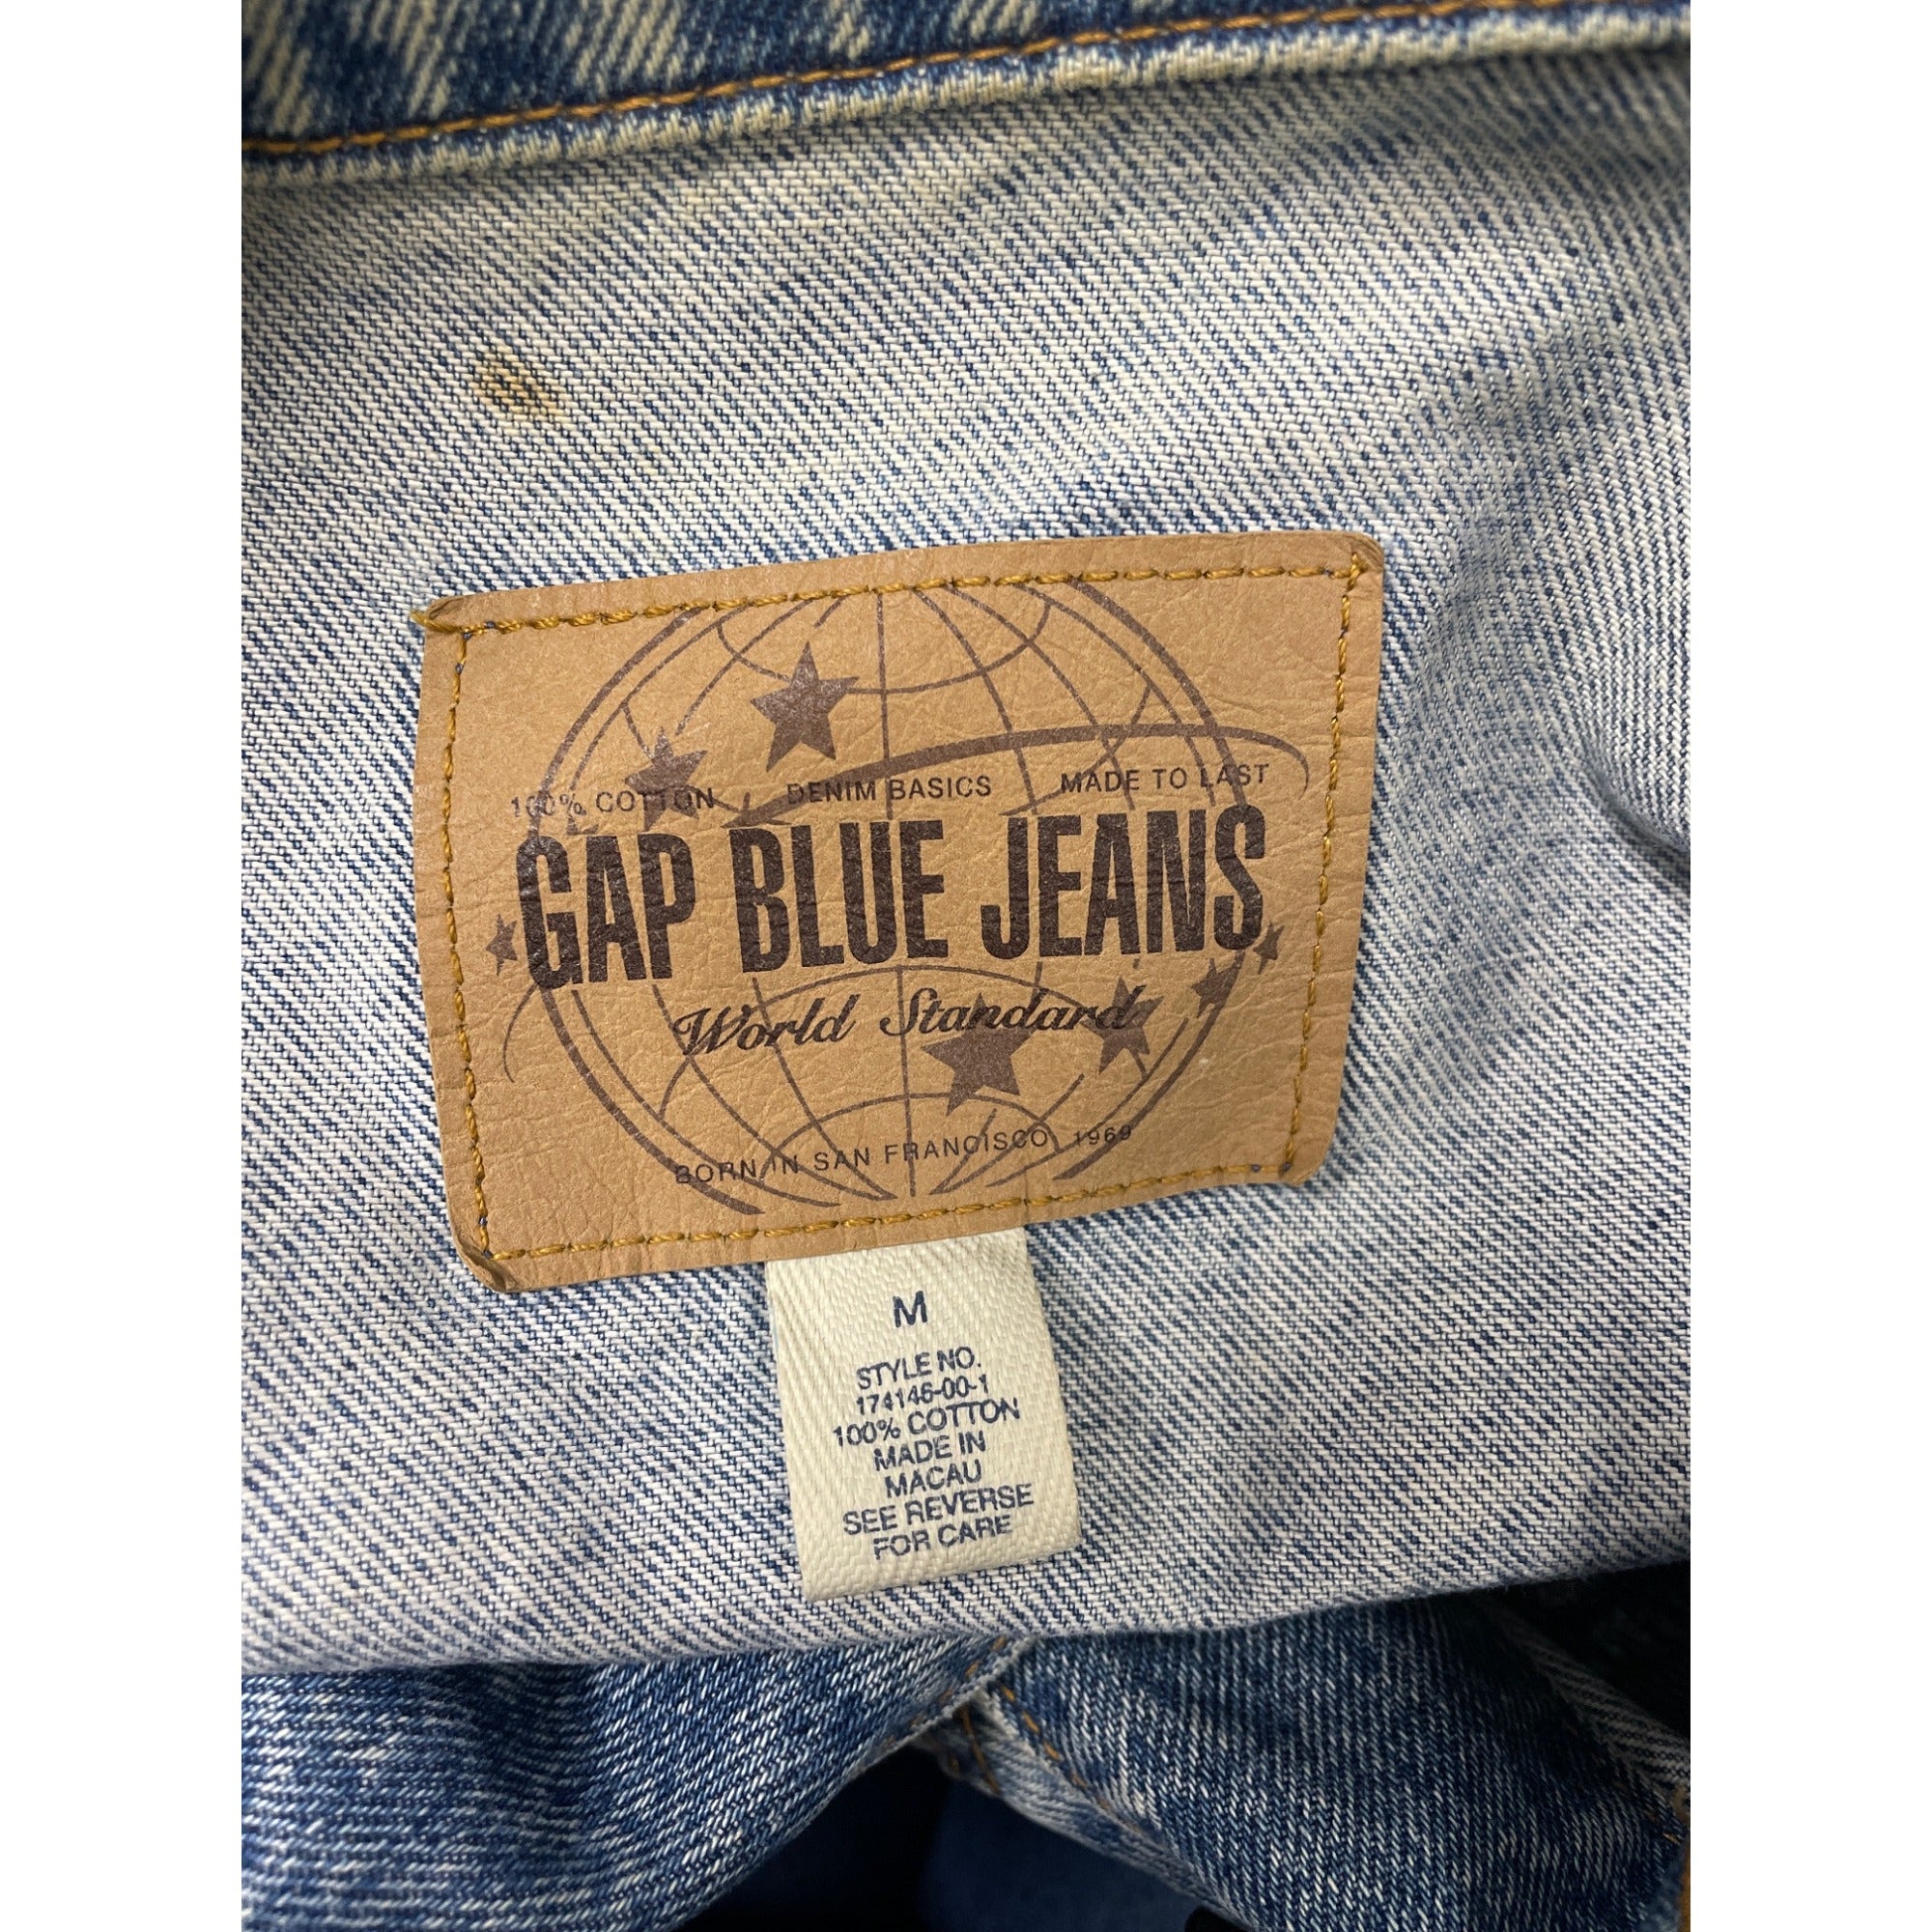 100% COTTON DENIM BASICS MADE TO LAST
GAP BLUE JEANS
World Standard
BORN IN SAN FRANCISCO, 1969
M
STYLE NO.
174146-00-1
100% COTTON
MADE IN
MACAU
SEE REVERSE
FOR CARE